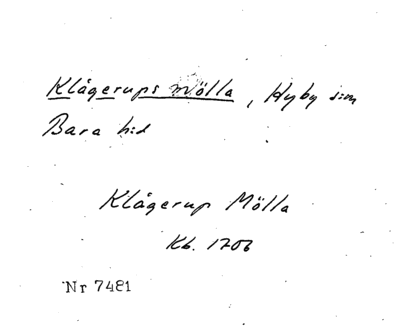 Klågerups mölla, Hyby sn
Bara hd
Klågerup Mölla
Kb. 1706
Nr 7481